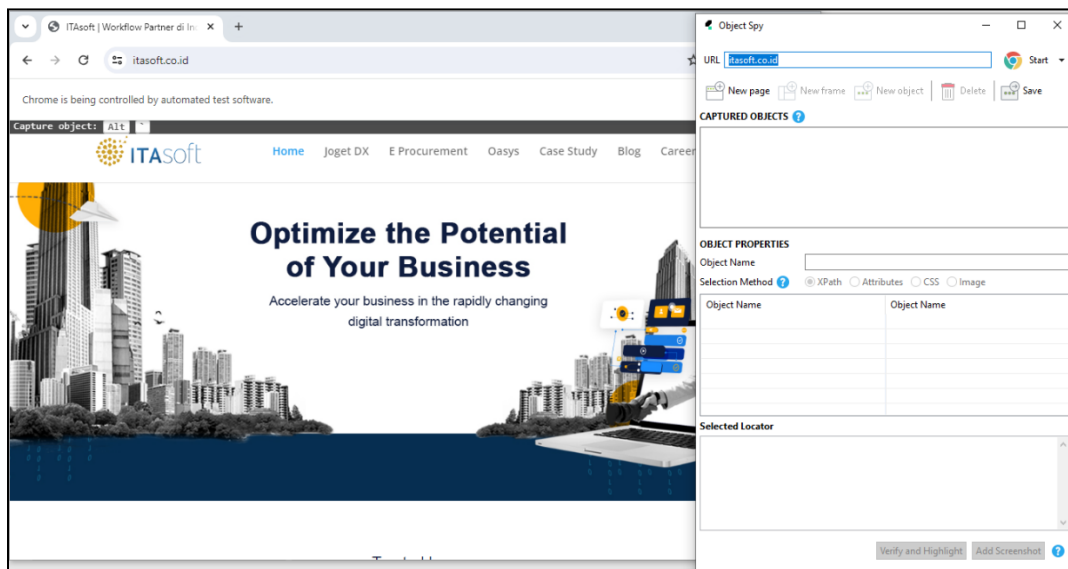 ITAsoft | Workflow Partner di In
itasoft.co.id
Chrome is being controlled by automated test software.
Capture object: Alt `
ITASOFT
Home Joget DX E Procurement Oasys Case Study Blog Career
Optimize the Potential
of Your Business
Accelerate your business in the rapidly changing
digital transformation
Object Spy
URL itasoft.co.id Start
New page New frame New object Delete Save
CAPTURED OBJECTS ?
OBJECT PROPERTIES
Object Name
Selection Method ? XPath Attributes CSS Image
Object Name Object Name
Selected Locator
Verify and Highlight Add Screenshot ?